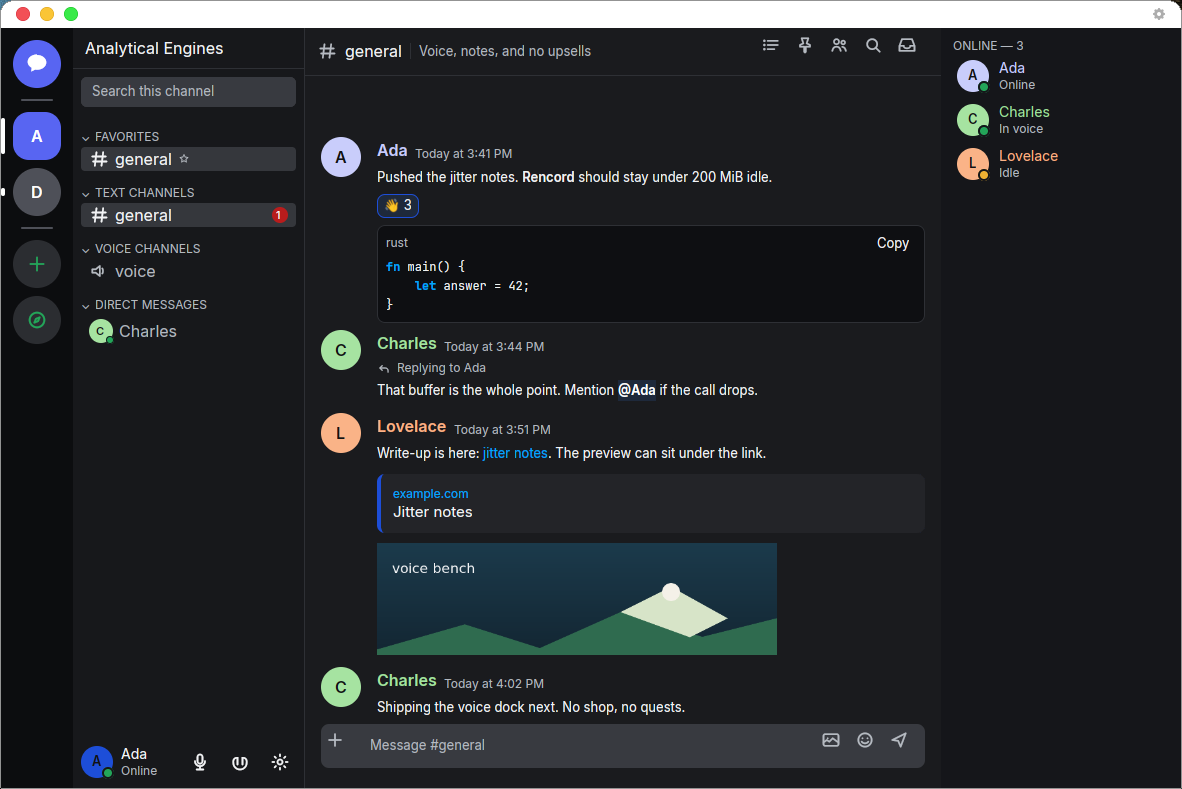 Analytical Engines
Search this channel
A
D
FAVORITES
# general
TEXT CHANNELS
# general 1
VOICE CHANNELS
voice
DIRECT MESSAGES
C Charles
A Ada
Online
# general Voice, notes, and no upsells
A Ada Today at 3:41 PM
Pushed the jitter notes. Rencord should stay under 200 MiB idle.
👋 3
rust Copy
fn main() {
    let answer = 42;
}
C Charles Today at 3:44 PM
Replying to Ada
That buffer is the whole point. Mention @Ada if the call drops.
L Lovelace Today at 3:51 PM
Write-up is here: jitter notes. The preview can sit under the link.
example.com
Jitter notes
voice bench
C Charles Today at 4:02 PM
Shipping the voice dock next. No shop, no quests.
Message #general
ONLINE — 3
A Ada
Online
C Charles
In voice
L Lovelace
Idle